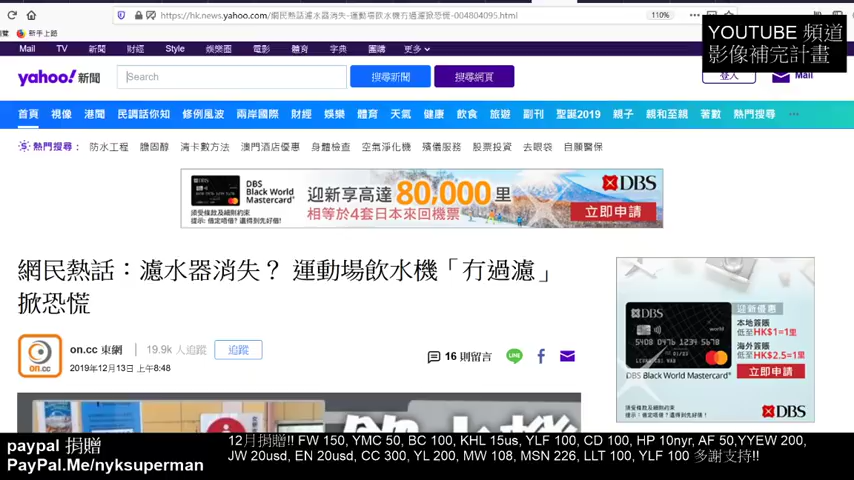 https://hk.news.yahoo.com/網民熱話濾水器消失-運動場飲水機冇過濾掀恐慌-004804095.html
110%
新手上路
Mail TV 新聞 財經 Style 娛樂圈 電影 體育 字典 團購 更多
YOUTUBE 頻道
影像補完計畫
yahoo!新聞 Search 搜尋新聞 搜尋網頁 登入 Mail
首頁 視像 港聞 民調話你知 修例風波 兩岸國際 財經 娛樂 體育 天氣 健康 飲食 旅遊 副刊 聖誕2019 親子 親和至親 著數 熱門搜尋 ...
熱門搜尋: 防水工程 膽固醇 清卡數方法 澳門酒店優惠 身體檢查 空氣淨化機 殯儀服務 股票投資 去眼袋 自願醫保
DBS
Black World
Mastercard
迎新享高達80,000里
相等於4套日本來回機票
DBS
立即申請
網民熱話：濾水器消失？ 運動場飲水機「冇過濾」
掀恐慌
on.cc
on.cc 東網 19.9k 人追蹤 追蹤
2019年12月13日 上午8:48
16 則留言
DBS
world
5408 0494 1234 5678
DBS Black World Mastercard
迎新優惠
本地簽賬
低至HK$1=1里
海外簽賬
低至HK$2.5=1里
立即申請
DBS
飲水機
paypal 捐贈
PayPal.Me/nyksuperman
12月捐贈!! FW 150, YMC 50, BC 100, KHL 15us, YLF 100, CD 100, HP 10nyr, AF 50,YYEW 200,
JW 20usd, EN 20usd, CC 300, YL 200, MW 108, MSN 226, LLT 100, YLF 100 多謝支持!!